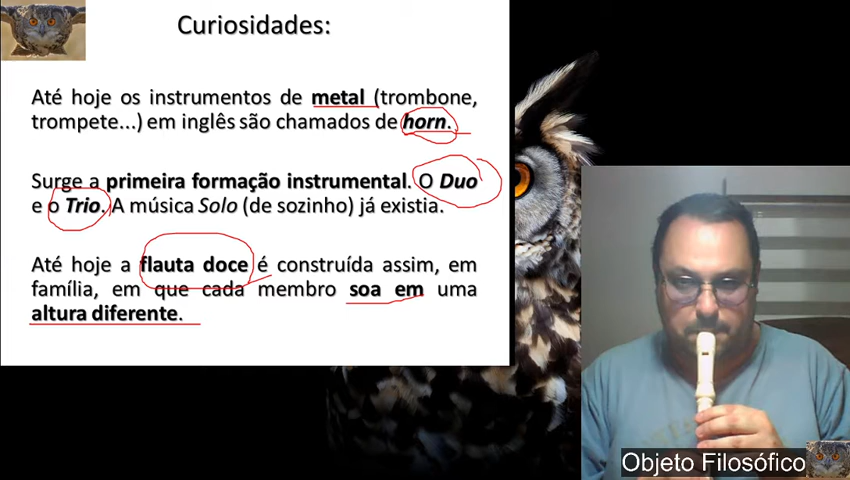 Curiosidades:
Até hoje os instrumentos de metal (trombone,
trompete...) em inglês são chamados de horn.
Surge a primeira formação instrumental. O Duo
e o Trio. A música Solo (de sozinho) já existia.
Até hoje a flauta doce é construída assim, em
família, em que cada membro soa em uma
altura diferente.
Objeto Filosófico